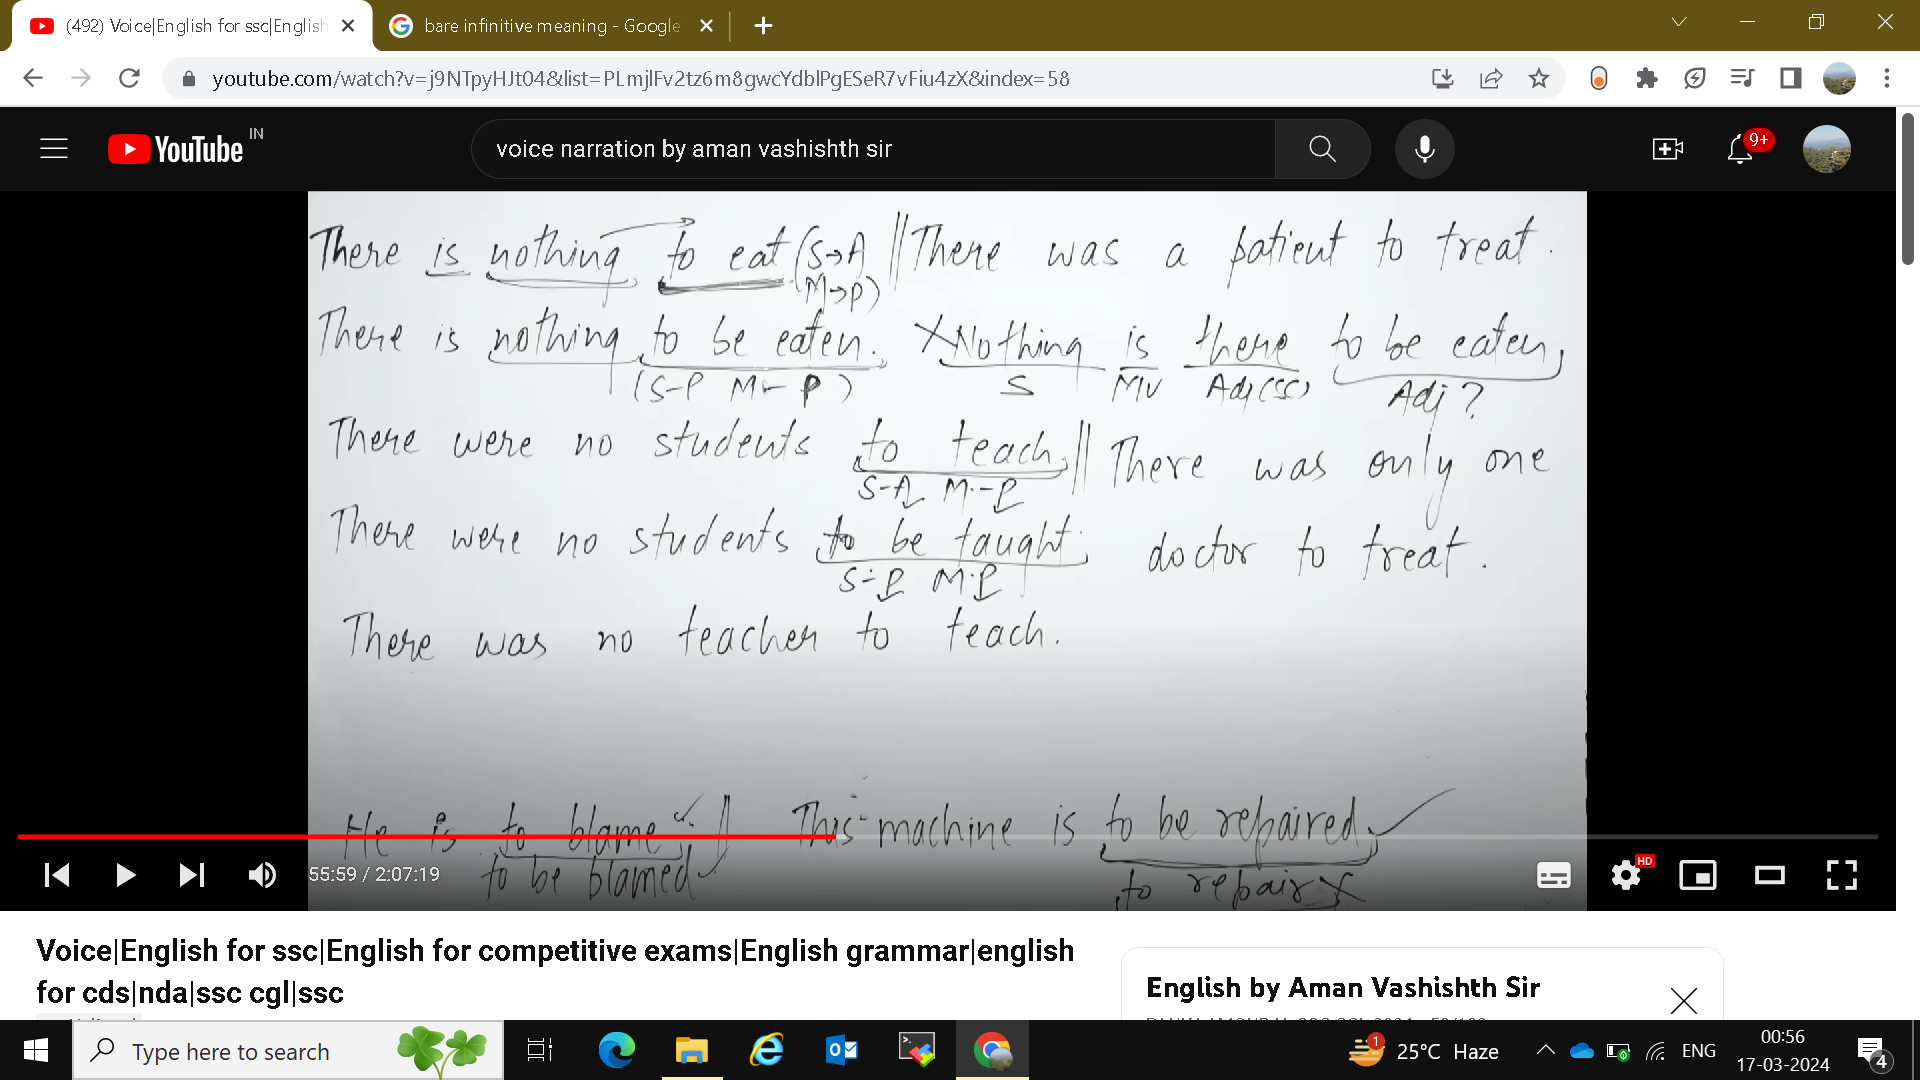 (492) Voice|English for ssc|English
bare infinitive meaning - Google
youtube.com/watch?v=j9NTpyHJt04&list=PLmjlFv2tz6m8gwcYdblPgESeR7vFiu4zX&index=58
YouTube IN
voice narration by aman vashishth sir
9+
There is nothing to eat (S→A || There was a patient to treat.
M→P)
There is nothing to be eaten. X Nothing is there to be eaten,
(S-P M-P) S MV Adj(SC) Adj?
There were no students to teach, || There was only one
S-A M.-P
There were no students to be taught; doctor to treat.
S-P M.P
There was no teacher to teach.
He is to blame ✓. || This machine is to be repaired, ✓
to be blamed ✓ to repair X
55:59 / 2:07:19
HD
Voice|English for ssc|English for competitive exams|English grammar|english
for cds|nda|ssc cgl|ssc
English by Aman Vashishth Sir
Type here to search
1
25°C Haze
ENG
00:56
17-03-2024
4